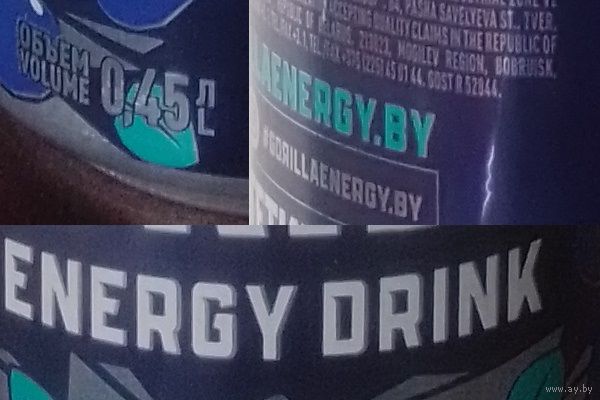 ОБЪЕМ
VOLUME
0,45 Л
L
PASHA SAVELYEVA ST., TVER,
ACCEPTING QUALITY CLAIMS IN THE REPUBLIC OF
MOGILEV REGION, BOBRUISK,
GOST R 52844.
AENERGY.BY
#GORILLAENERGY.BY
ENERGY DRINK
www.ay.by